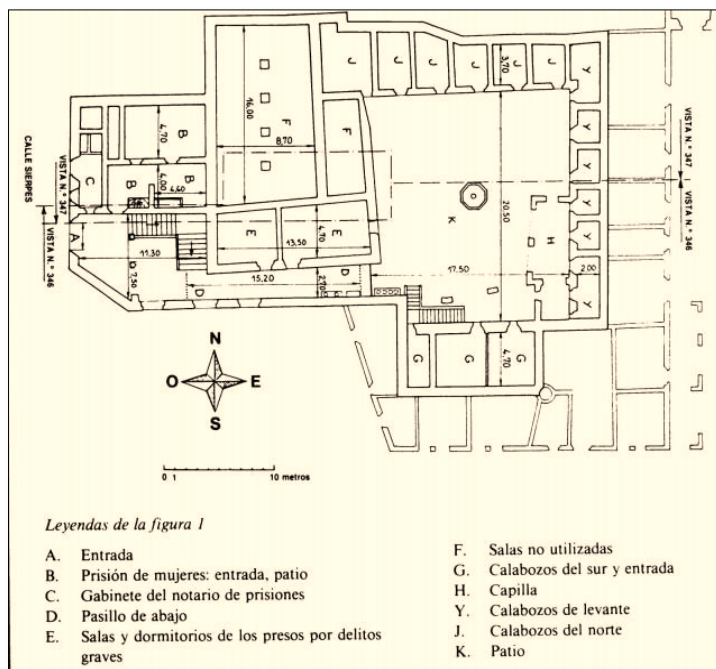 J J J J J J Y
3,70
16,00
F
8,70
F
B
4,70
Y
Y
CALLE SIERPES
VISTA N.º 347
C
B
4,00
B
4,60
VISTA N.º 347
VISTA N.º 346
VISTA N.º 346
A
11,30
7,50
E
13,50
4,70
E
K
20,50
H
Y
Y
Y
D
15,20
D
2,70
17,50
2,00
G G G
4,70
N
O E
S
0 1 10 metros
Leyendas de la figura 1
A. Entrada
B. Prisión de mujeres: entrada, patio
C. Gabinete del notario de prisiones
D. Pasillo de abajo
E. Salas y dormitorios de los presos por delitos
graves
F. Salas no utilizadas
G. Calabozos del sur y entrada
H. Capilla
Y. Calabozos de levante
J. Calabozos del norte
K. Patio